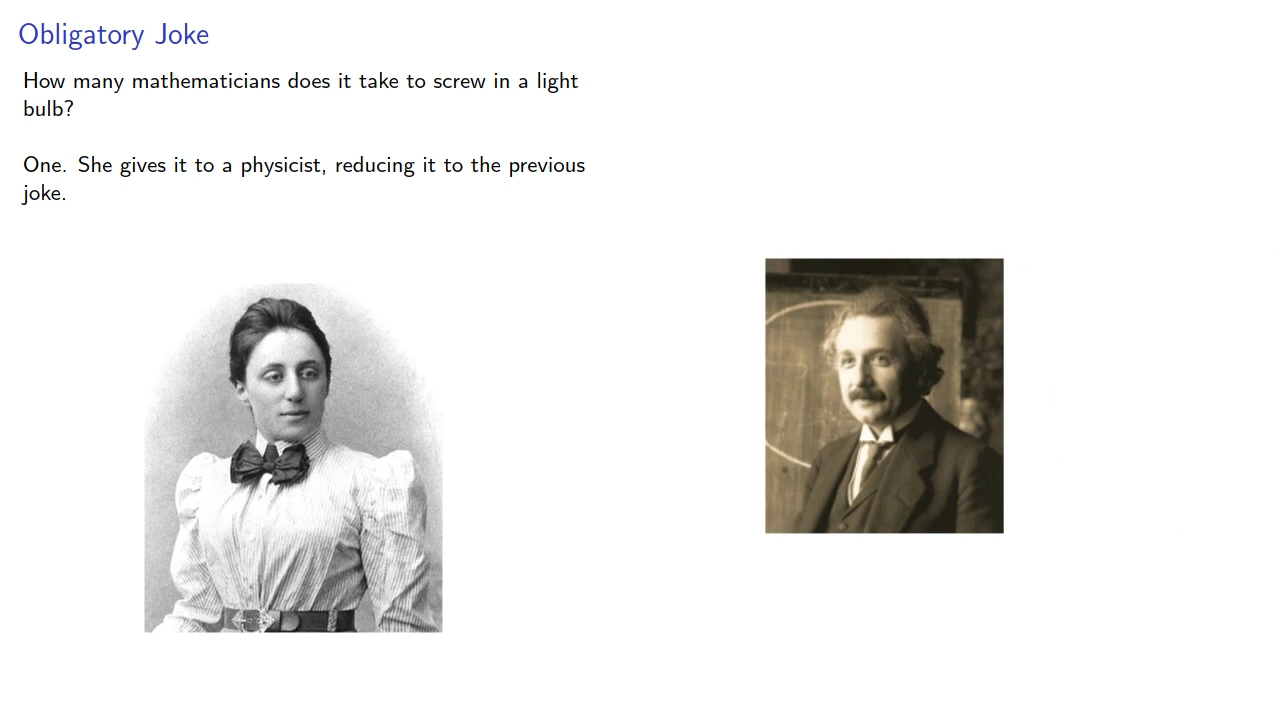 Obligatory Joke
How many mathematicians does it take to screw in a light
bulb?
One. She gives it to a physicist, reducing it to the previous
joke.